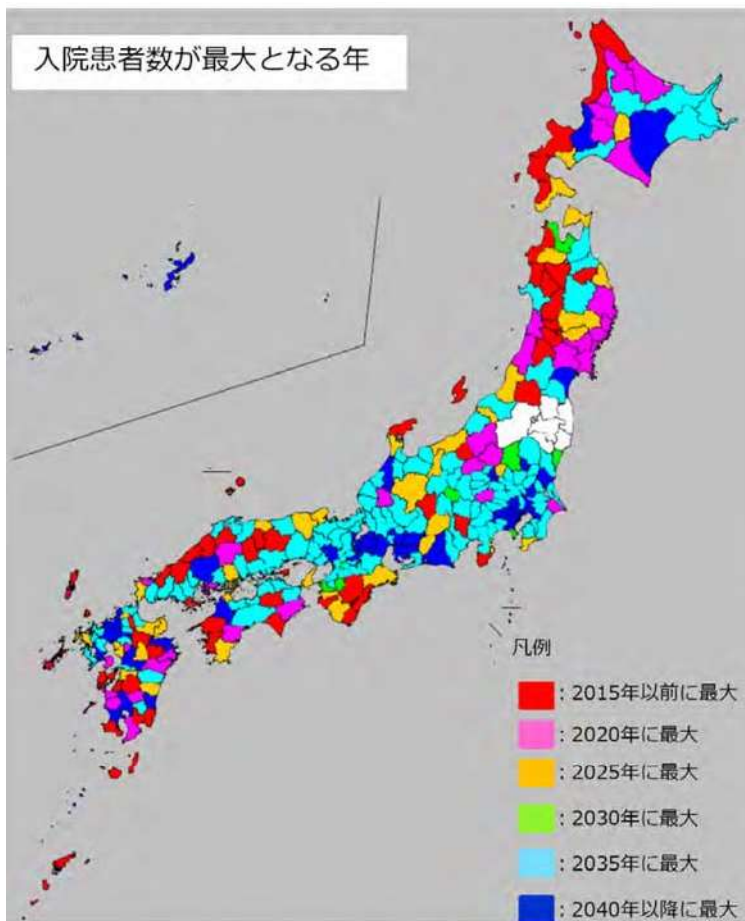 入院患者数が最大となる年
凡例
：2015年以前に最大
：2020年に最大
：2025年に最大
：2030年に最大
：2035年に最大
：2040年以降に最大